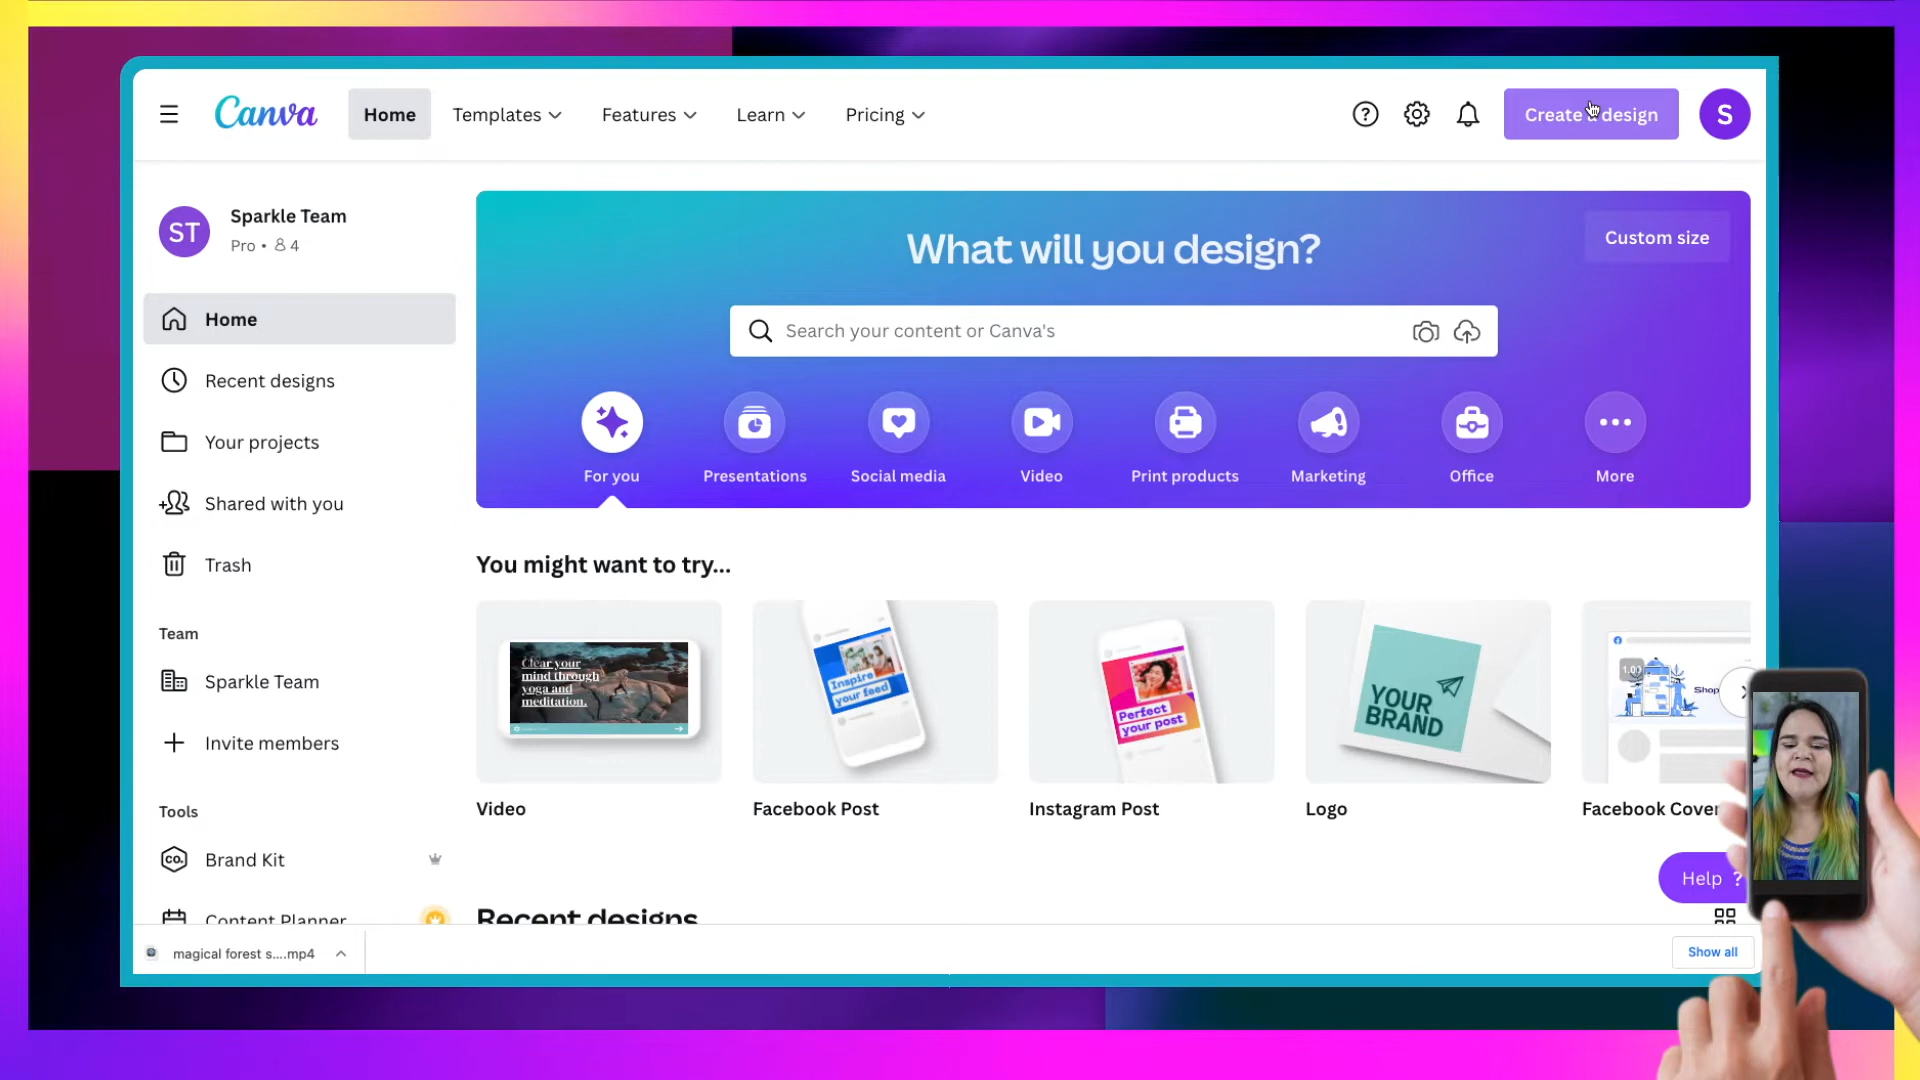 Canva
Home
Templates
Features
Learn
Pricing
Create a design
S
ST
Sparkle Team
Pro • 4
Home
Recent designs
Your projects
Shared with you
Trash
Team
Sparkle Team
Invite members
Tools
CO.
Brand Kit
Content Planner
What will you design?
Custom size
Search your content or Canva's
For you
Presentations
Social media
Video
Print products
Marketing
Office
More
You might want to try...
Clear your
mind through
yoga and
meditation.
Inspire
your feed
Perfect
your post
YOUR
BRAND
1.00
Shop
Video
Facebook Post
Instagram Post
Logo
Facebook Cover
Help ?
Recent designs
magical forest s....mp4
Show all